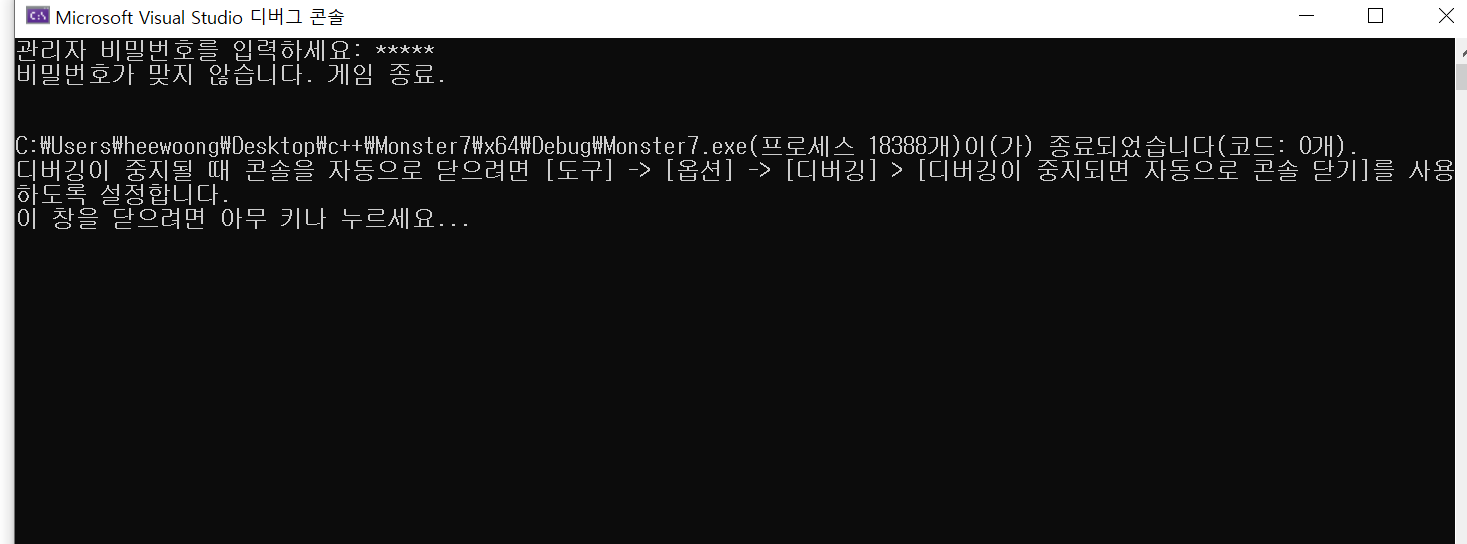 Microsoft Visual Studio 디버그 콘솔
관리자 비밀번호를 입력하세요: *****
비밀번호가 맞지 않습니다. 게임 종료.
C:₩Users₩heewoong₩Desktop₩c++₩Monster7₩x64₩Debug₩Monster7.exe(프로세스 18388개)이(가) 종료되었습니다(코드: 0개).
디버깅이 중지될 때 콘솔을 자동으로 닫으려면 [도구] -> [옵션] -> [디버깅] > [디버깅이 중지되면 자동으로 콘솔 닫기]를 사용
하도록 설정합니다.
이 창을 닫으려면 아무 키나 누르세요...